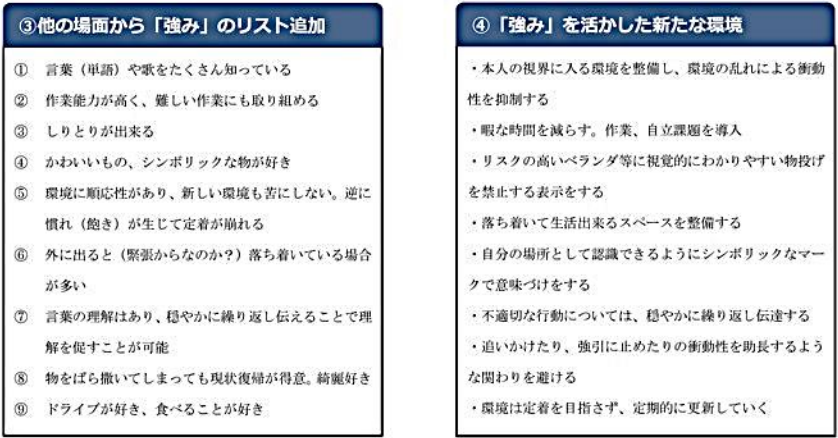 ③他の場面から「強み」のリスト追加
① 言葉（単語）や歌をたくさん知っている
② 作業能力が高く、難しい作業にも取り組める
③ しりとりが出来る
④ かわいいもの、シンボリックな物が好き
⑤ 環境に順応性があり、新しい環境も苦にしない。逆に
慣れ（飽き）が生じて定着が崩れる
⑥ 外に出ると（緊張からなのか？）落ち着いている場合
が多い
⑦ 言葉の理解はあり、穏やかに繰り返し伝えることで理
解を促すことが可能
⑧ 物をばら撒いてしまっても現状復帰が得意。綺麗好き
⑨ ドライブが好き、食べることが好き
④「強み」を活かした新たな環境
・本人の視界に入る環境を整備し、環境の乱れによる衝動
性を抑制する
・暇な時間を減らす。作業、自立課題を導入
・リスクの高いベランダ等に視覚的にわかりやすい物投げ
を禁止する表示をする
・落ち着いて生活出来るスペースを整備する
・自分の場所として認識できるようにシンボリックなマー
クで意味づけをする
・不適切な行動については、穏やかに繰り返し伝達する
・追いかけたり、強引に止めたりの衝動性を助長するよう
な関わりを避ける
・環境は定着を目指さず、定期的に更新していく